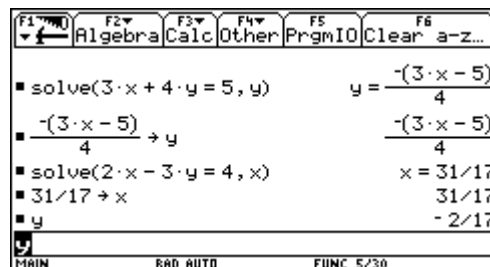 F1 F2 F3 F4 F5 F6
Algebra Calc Other PrgmIO Clear a-z…
▪ solve(3·x + 4·y = 5, y) y = ⁻(3·x − 5)/4
▪ ⁻(3·x − 5)/4 → y ⁻(3·x − 5)/4
▪ solve(2·x − 3·y = 4, x) x = 31/17
▪ 31/17 → x 31/17
▪ y -2/17
y
MAIN RAD AUTO FUNC 5/30